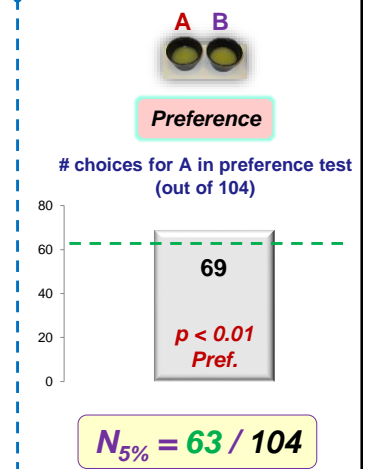 A B
Preference
# choices for A in preference test
(out of 104)
80
60
40
20
0
69
p < 0.01
Pref.
N5% = 63 / 104